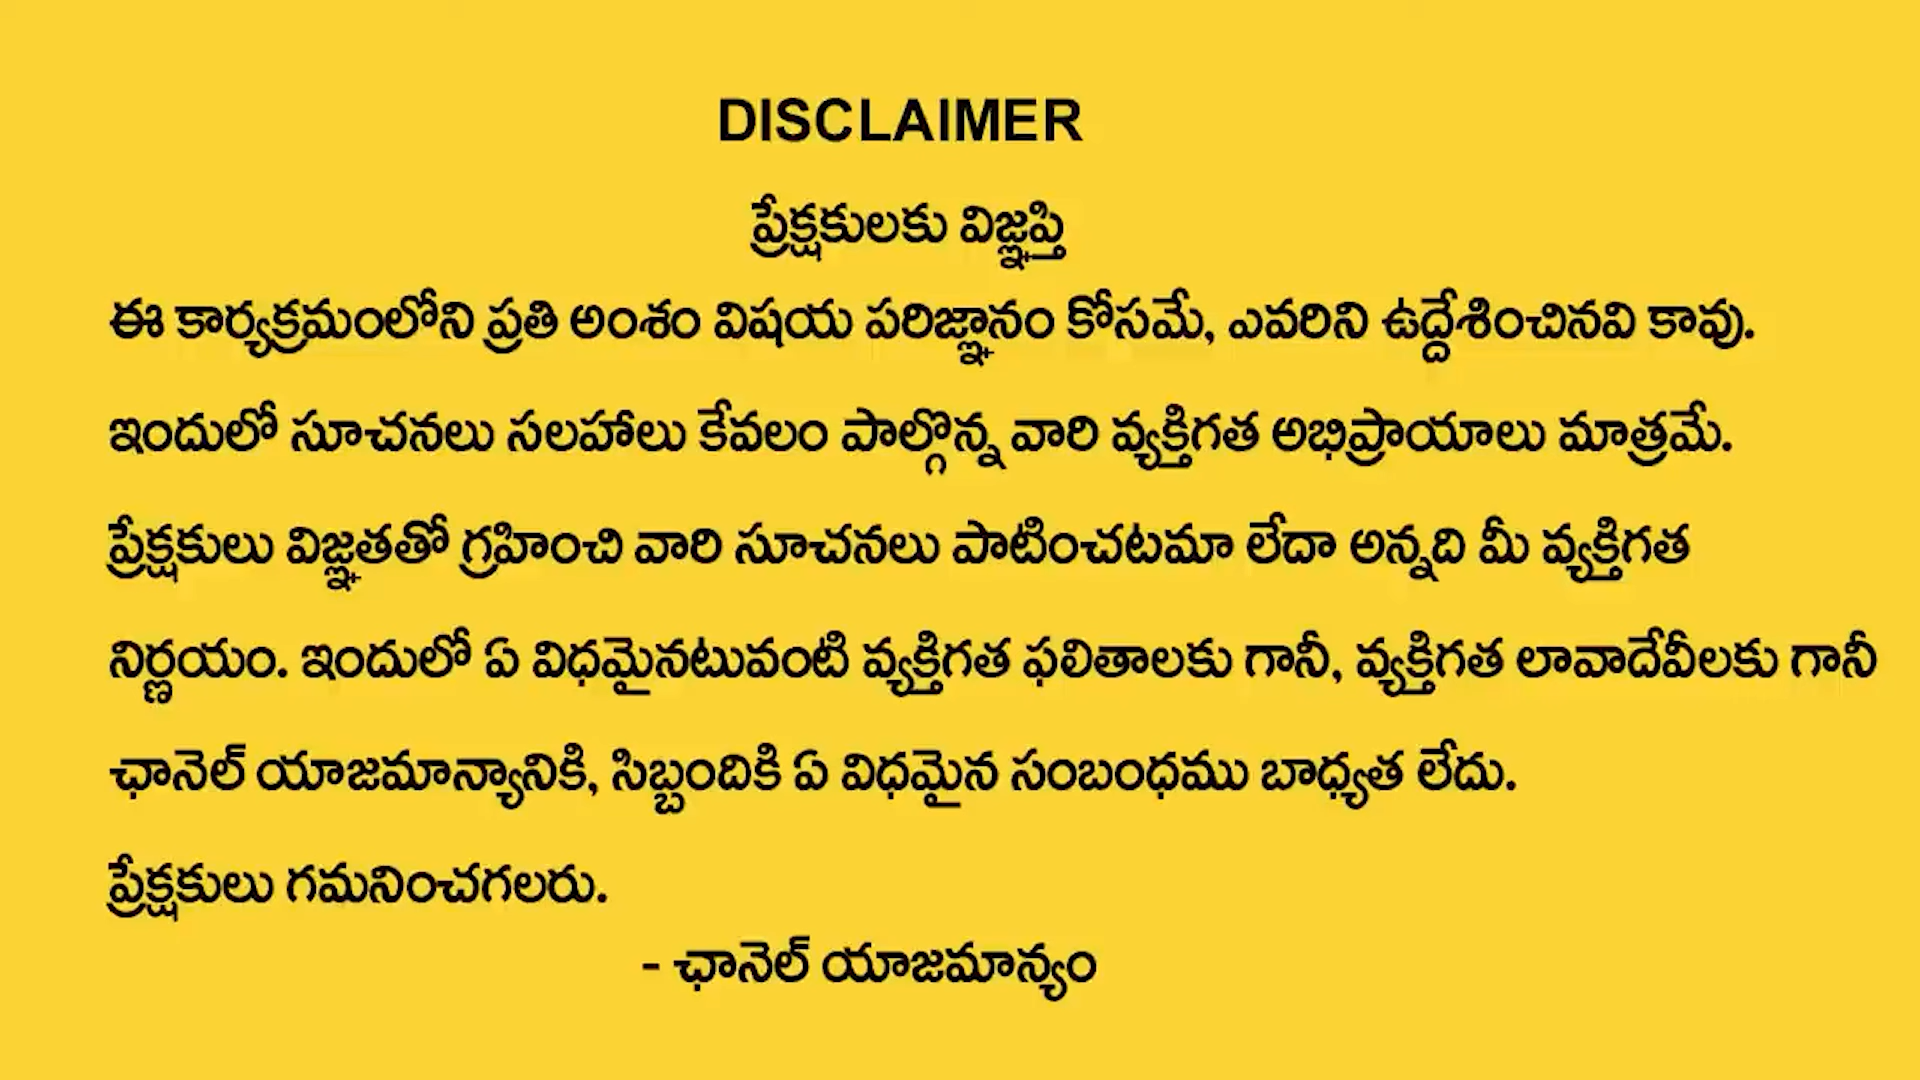 DISCLAIMER
ప్రేక్షకులకు విజ్ఞప్తి
ఈ కార్యక్రమంలోని ప్రతి అంశం విషయ పరిజ్ఞానం కోసమే, ఎవరిని ఉద్దేశించినవి కావు.
ఇందులో సూచనలు సలహాలు కేవలం పాల్గొన్న వారి వ్యక్తిగత అభిప్రాయాలు మాత్రమే.
ప్రేక్షకులు విజ్ఞతతో గ్రహించి వారి సూచనలు పాటించటమా లేదా అన్నది మీ వ్యక్తిగత
నిర్ణయం. ఇందులో ఏ విధమైనటువంటి వ్యక్తిగత ఫలితాలకు గానీ, వ్యక్తిగత లావాదేవీలకు గానీ
ఛానెల్ యాజమాన్యానికి, సిబ్బందికి ఏ విధమైన సంబంధము బాధ్యత లేదు.
ప్రేక్షకులు గమనించగలరు.
- ఛానెల్ యాజమాన్యం